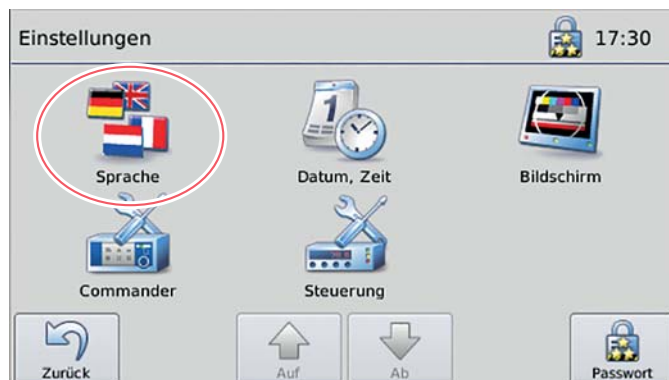 Einstellungen 17:30
Sprache Datum, Zeit Bildschirm
Commander Steuerung
Zurück Auf Ab Passwort